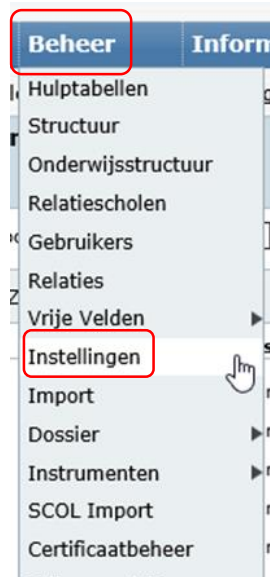 Beheer Inform
Hulptabellen
Structuur
Onderwijsstructuur
Relatiescholen
Gebruikers
Relaties
Vrije Velden
Instellingen
Import
Dossier
Instrumenten
SCOL Import
Certificaatbeheer